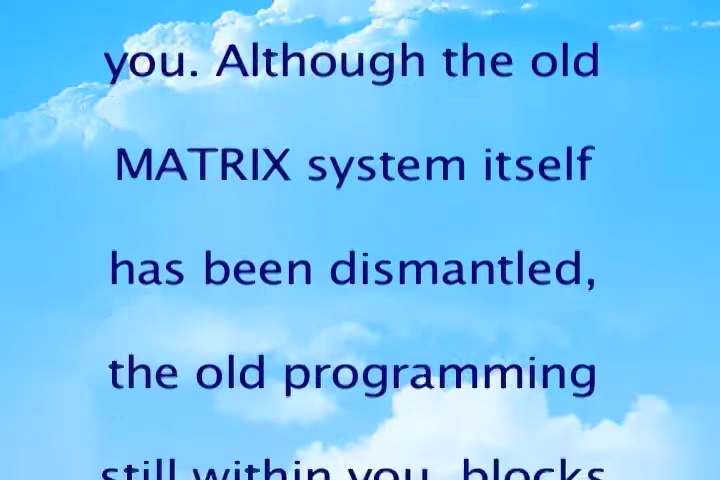 you. Although the old
MATRIX system itself
has been dismantled,
the old programming
still within you, blocks